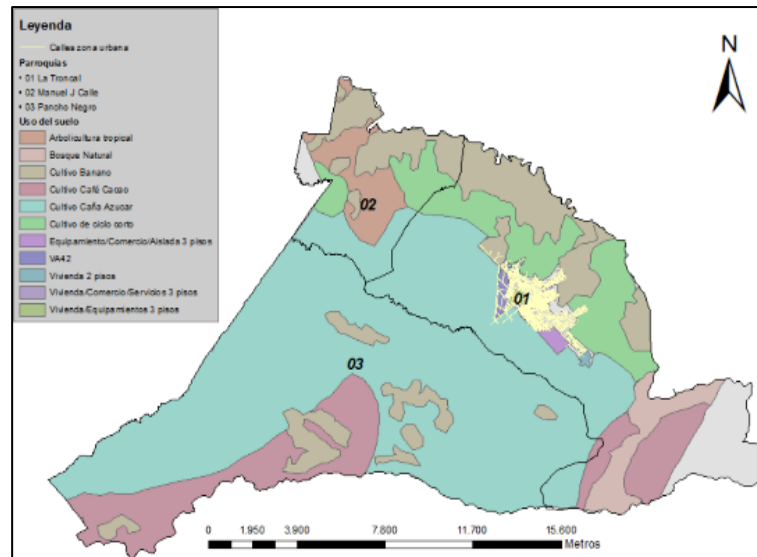 Leyenda
Calles zona urbana
Parroquias
• 01 La Troncal
• 02 Manuel J Calle
• 03 Pancho Negro
Uso del suelo
Arbolicultura tropical
Bosque Natural
Cultivo Banano
Cultivo Café Cacao
Cultivo Caña Azucar
Cultivo de ciclo corto
Equipamiento/Comercio/Aislada 3 pisos
VA42
Vivienda 2 pisos
Vivienda/Comercio/Servicios 3 pisos
Vivienda/Equipamientos 3 pisos
N
02
01
03
0 1.950 3.900 7.800 11.700 15.600
Metros